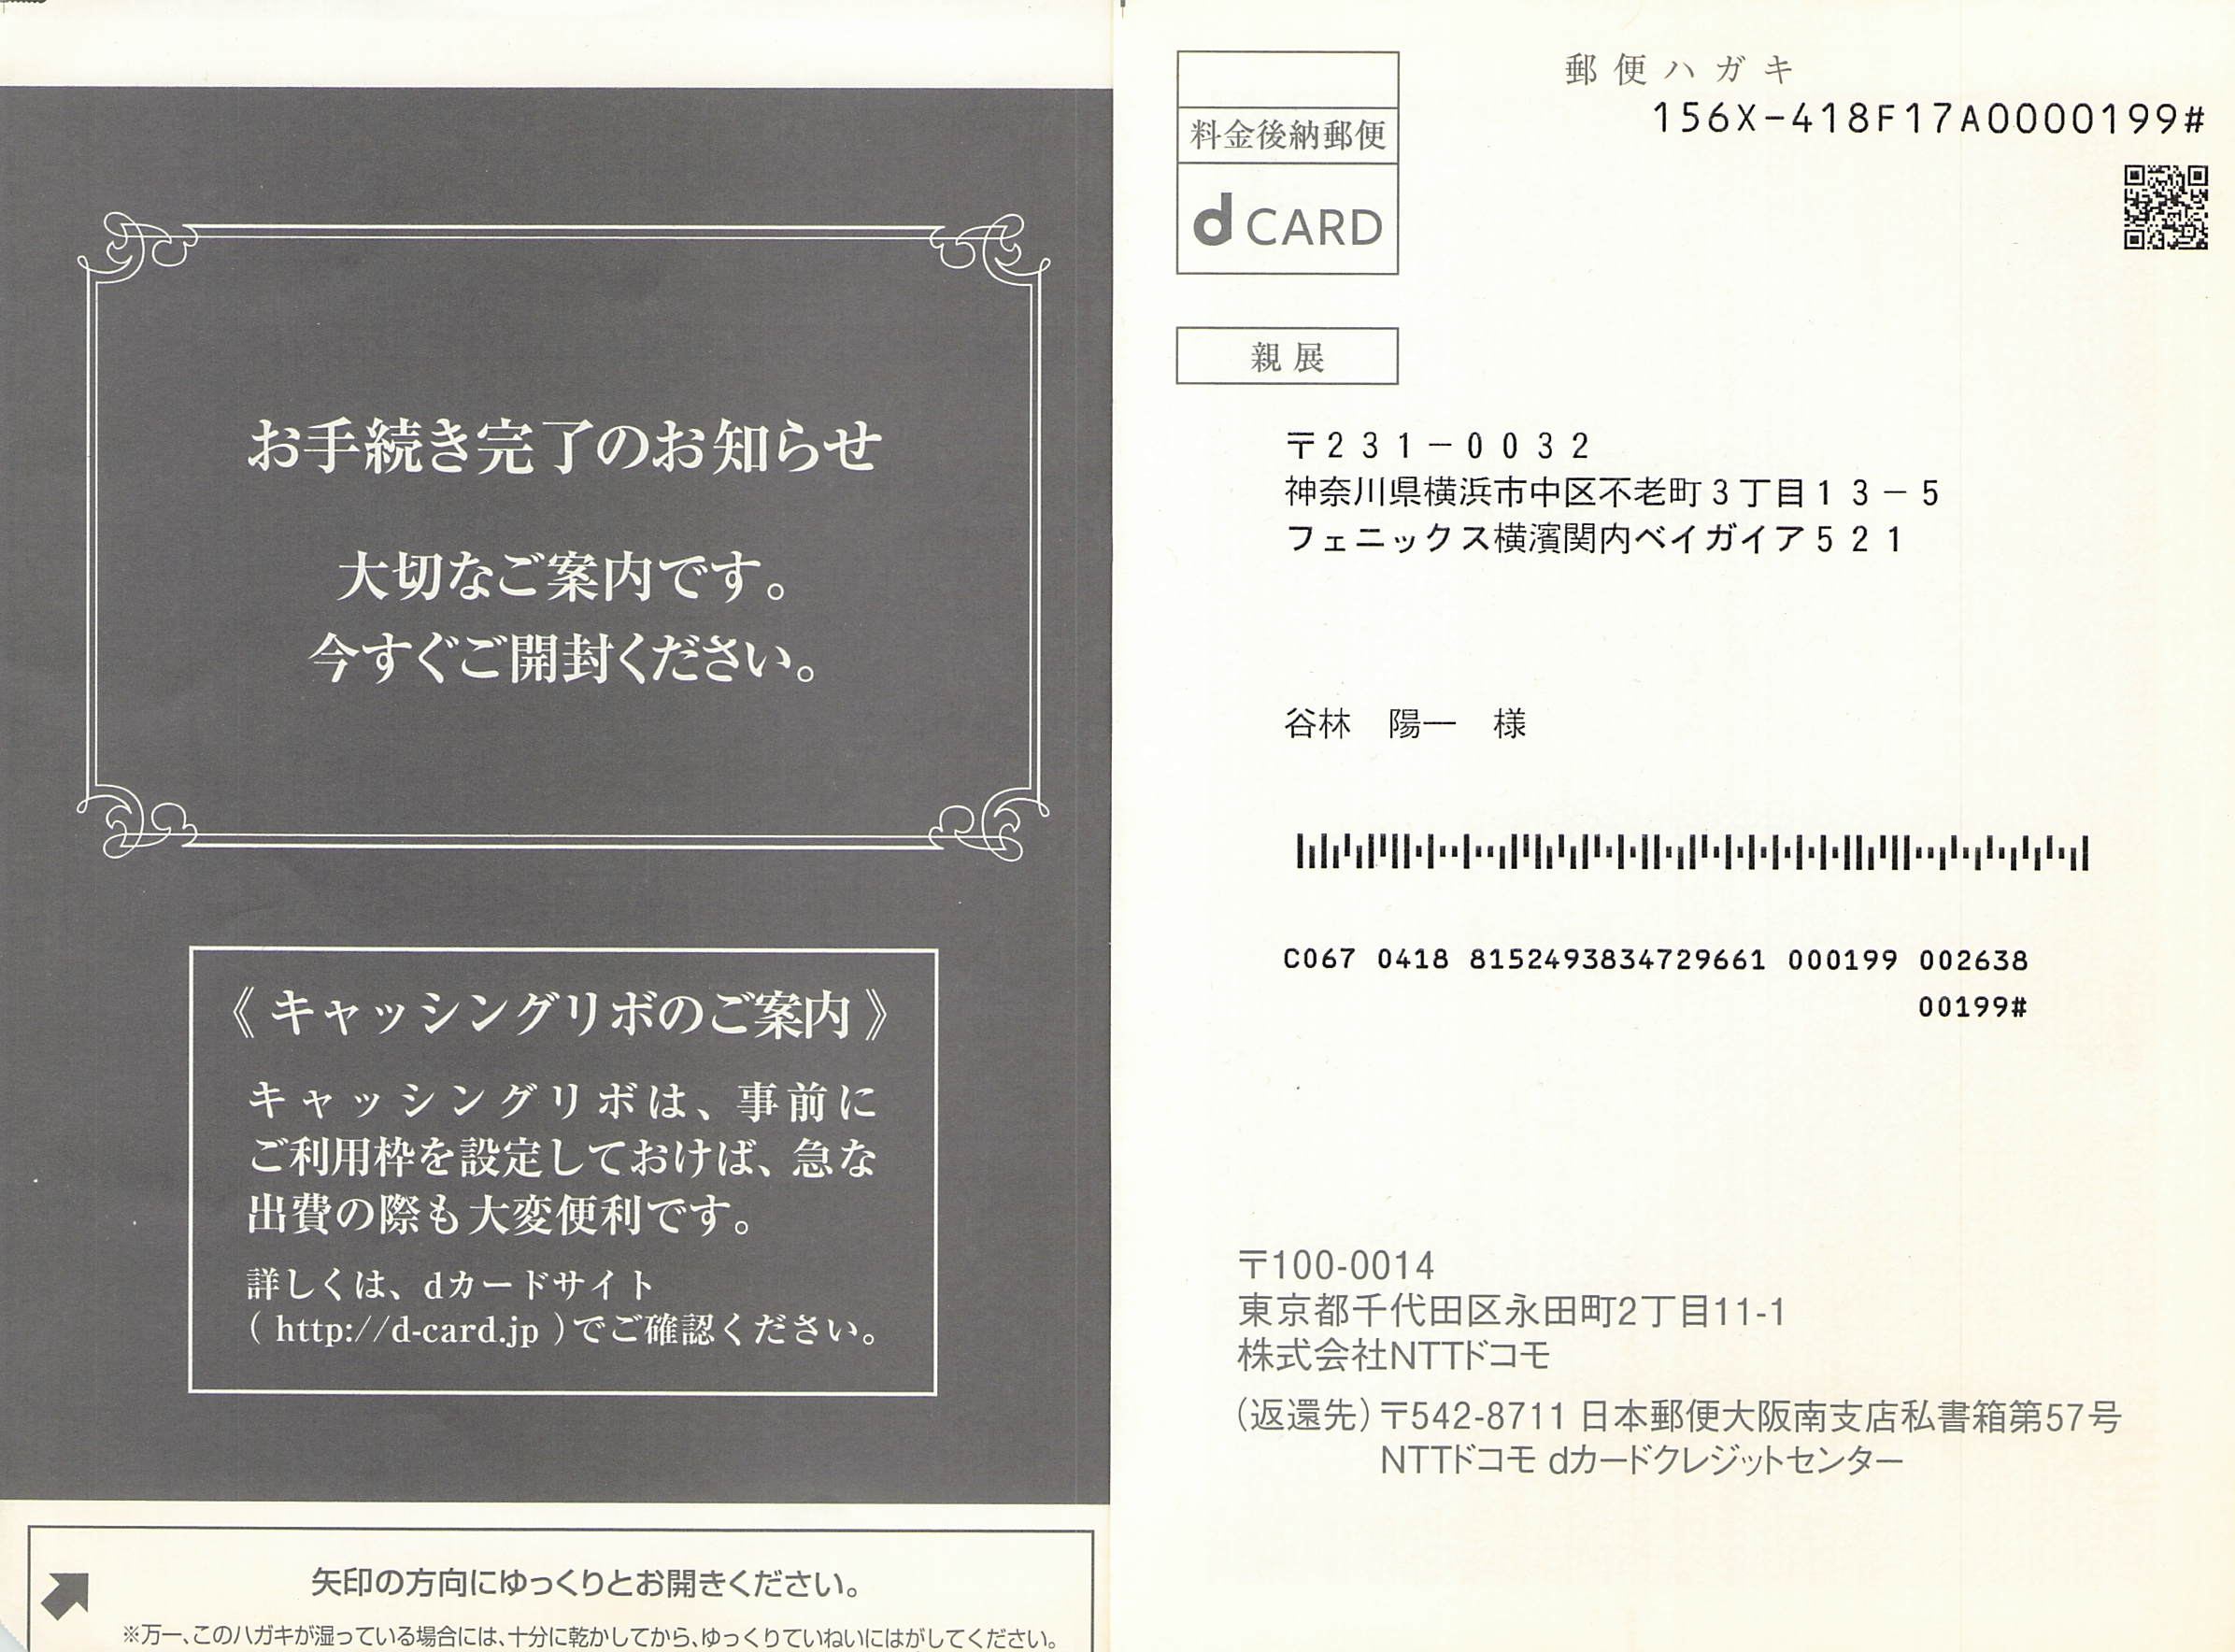 お手続き完了のお知らせ
大切なご案内です。
今すぐご開封ください。
《キャッシングリボのご案内》
キャッシングリボは、事前に
ご利用枠を設定しておけば、急な
出費の際も大変便利です。
詳しくは、dカードサイト
( http://d-card.jp )でご確認ください。
矢印の方向にゆっくりとお開きください。
※万一、このハガキが湿っている場合には、十分に乾かしてから、ゆっくりていねいにはがしてください。
郵便ハガキ
156X-418F17A0000199#
料金後納郵便
d CARD
親展
〒231-0032
神奈川県横浜市中区不老町3丁目13-5
フェニックス横濱関内ベイガイア521
谷林 陽一 様
C067 0418 8152493834729661 000199 002638
00199#
〒100-0014
東京都千代田区永田町2丁目11-1
株式会社NTTドコモ
(返還先)〒542-8711 日本郵便大阪南支店私書箱第57号
NTTドコモ dカードクレジットセンター